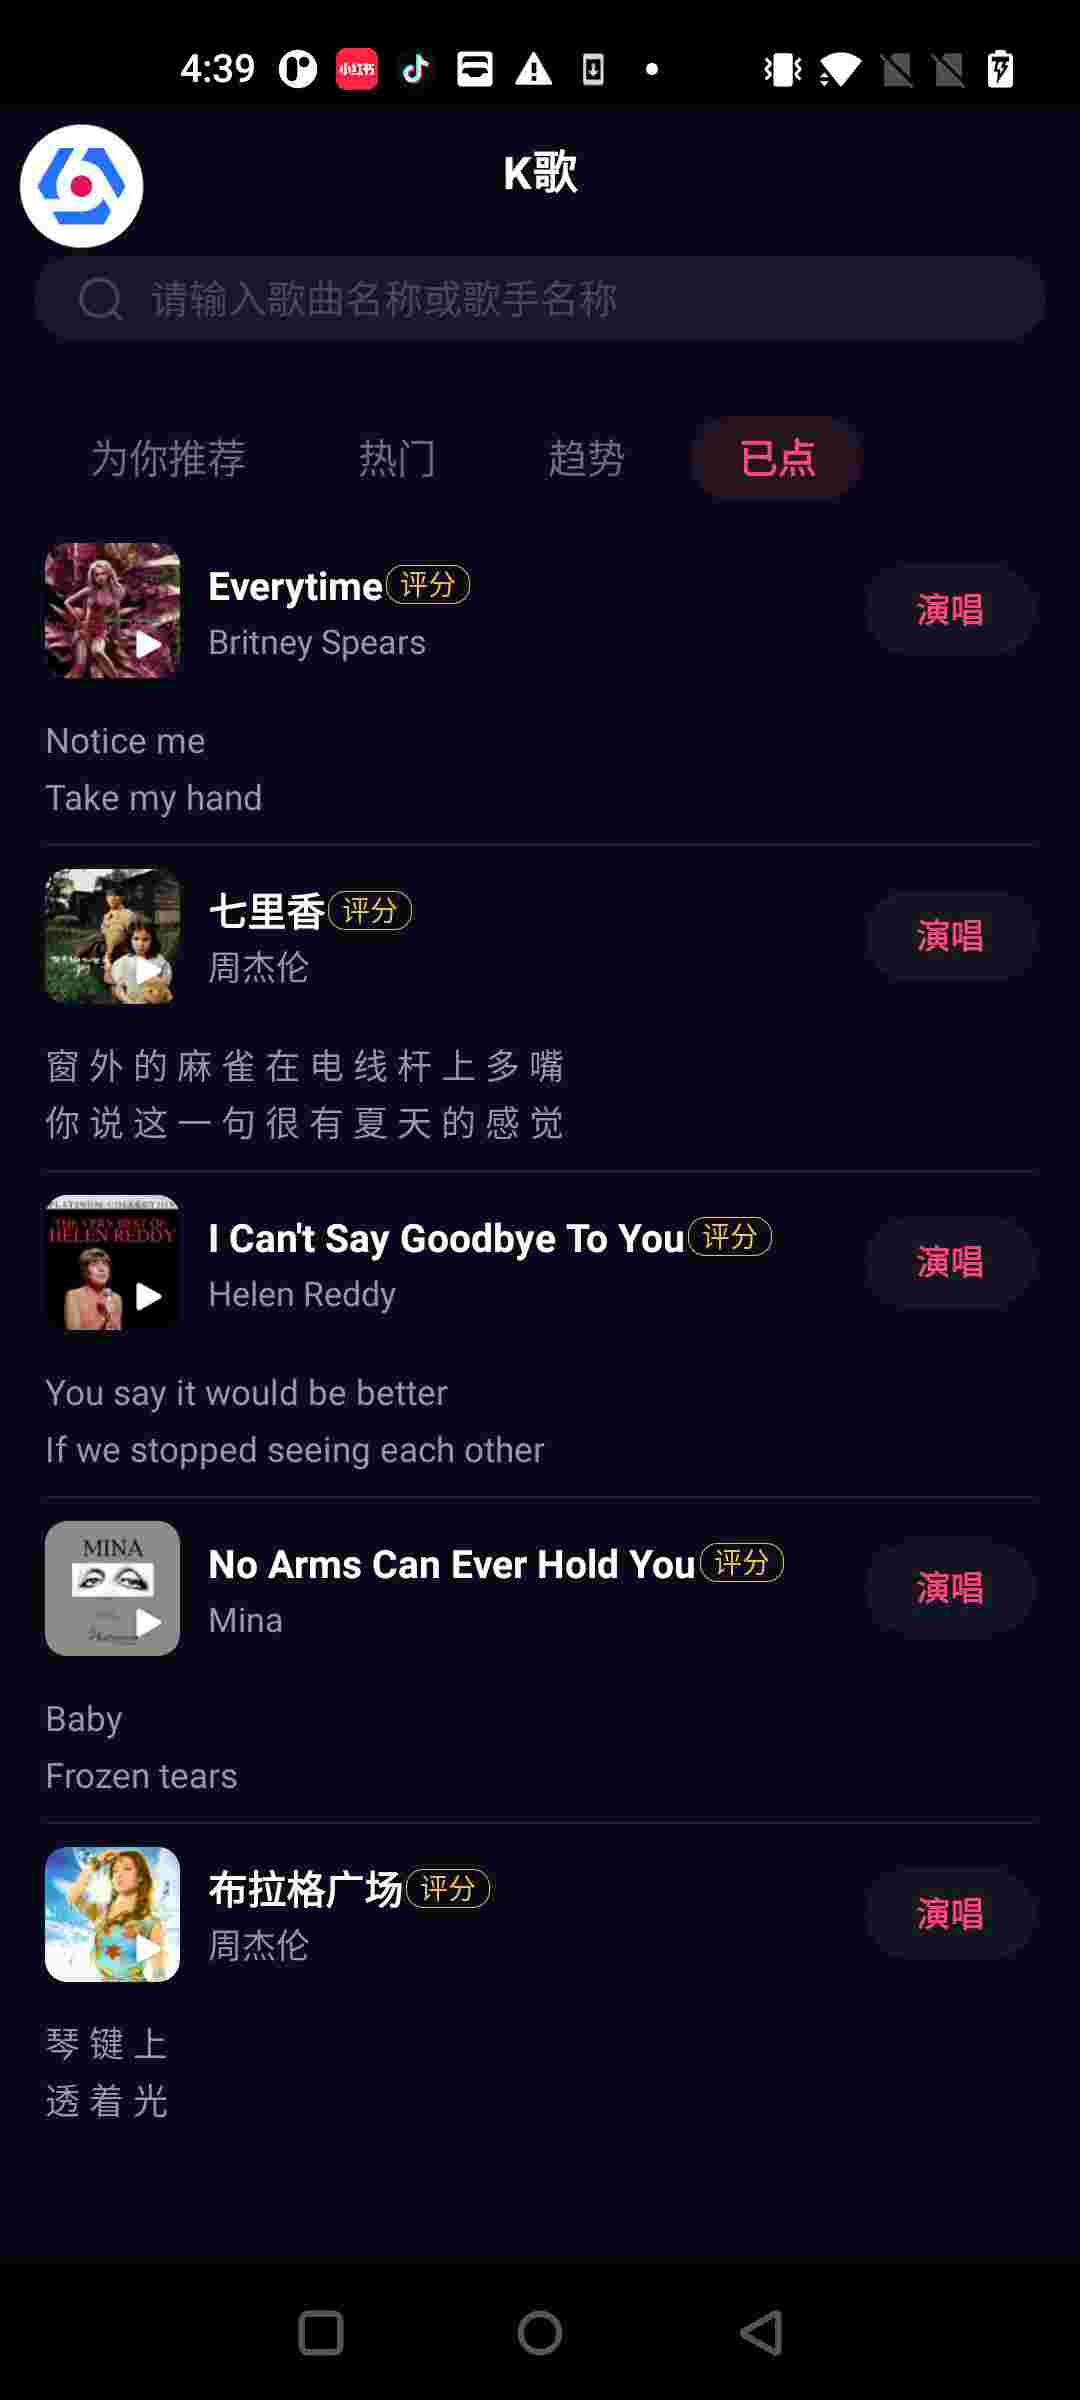 4:39
小红书
K歌
请输入歌曲名称或歌手名称
为你推荐 热门 趋势 已点
Everytime 评分
Britney Spears
演唱
Notice me
Take my hand
七里香 评分
周杰伦
演唱
窗外的麻雀在电线杆上多嘴
你说这一句很有夏天的感觉
THE VERY BEST OF
HELEN REDDY
I Can't Say Goodbye To You 评分
Helen Reddy
演唱
You say it would be better
If we stopped seeing each other
MINA
No Arms Can Ever Hold You 评分
Mina
演唱
Baby
Frozen tears
布拉格广场 评分
周杰伦
演唱
琴键上
透着光